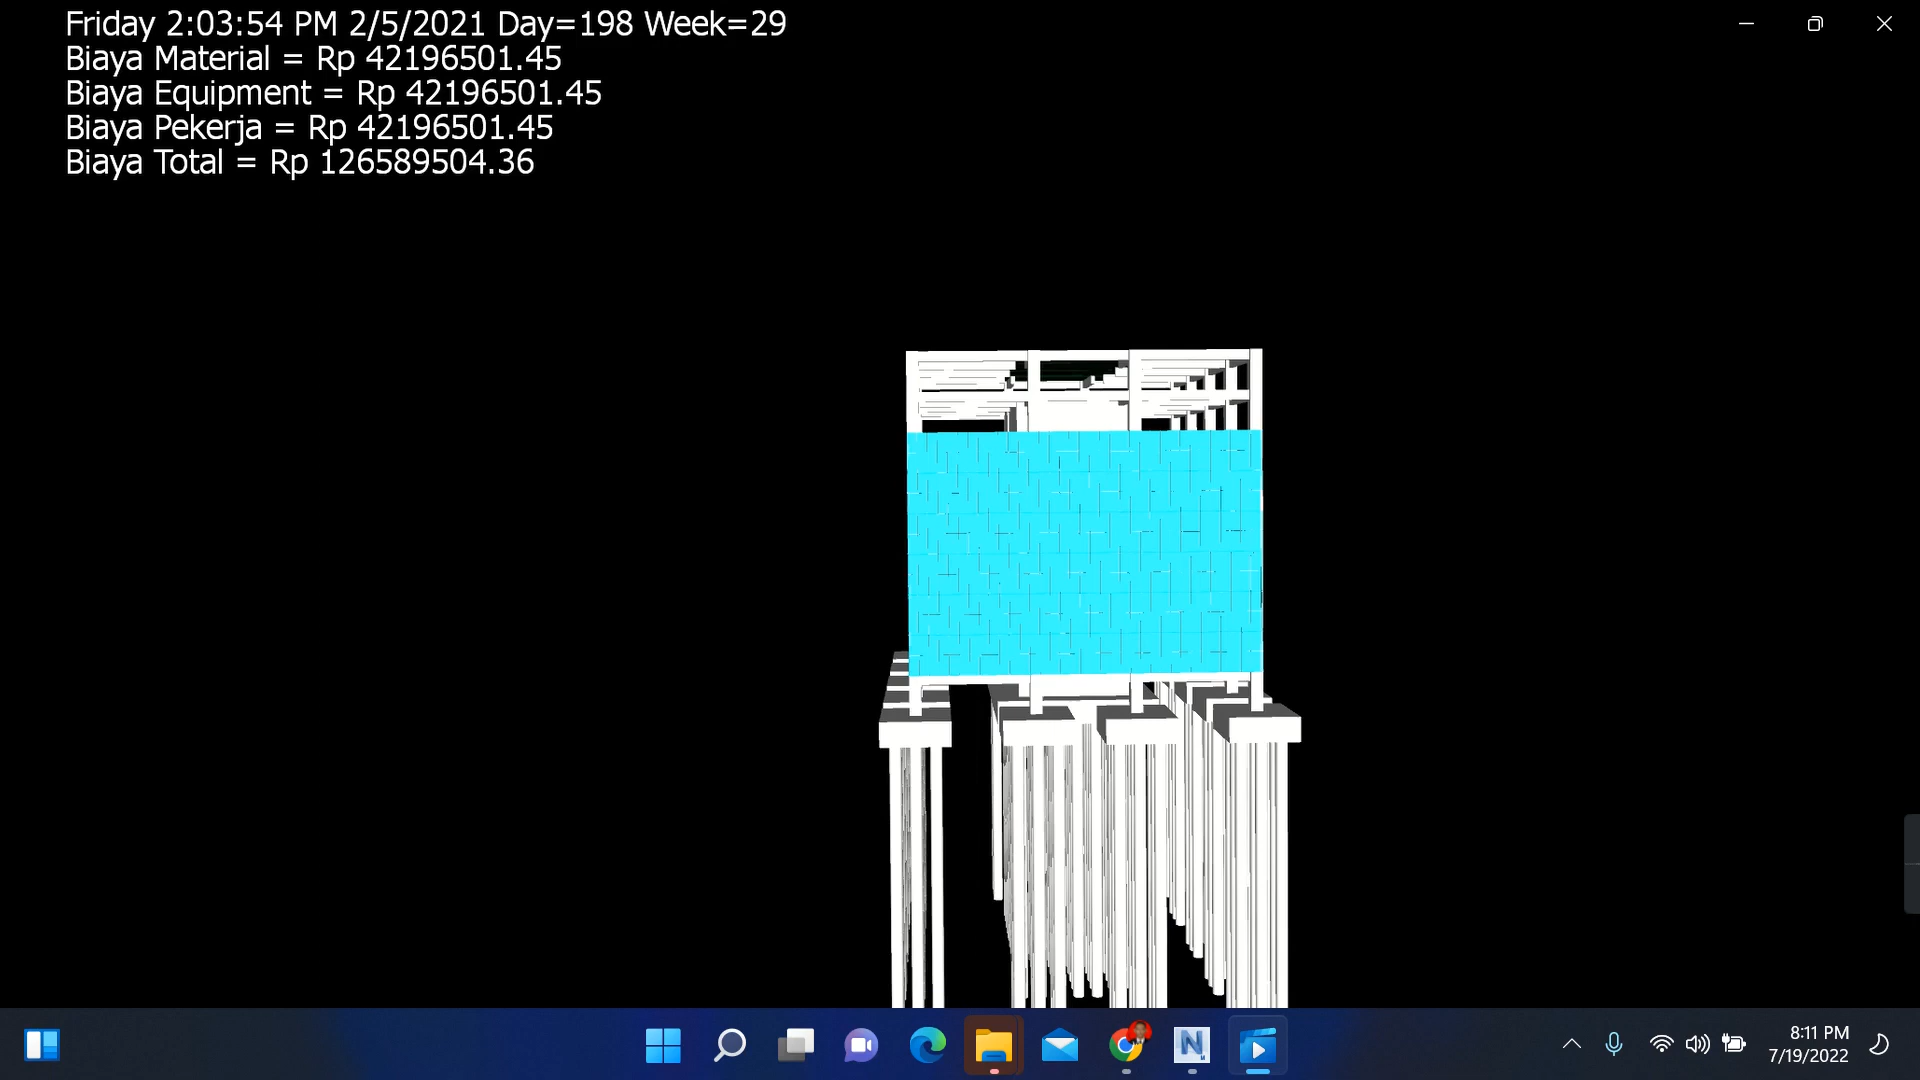 Friday 2:03:54 PM 2/5/2021 Day=198 Week=29
Biaya Material = Rp 42196501.45
Biaya Equipment = Rp 42196501.45
Biaya Pekerja = Rp 42196501.45
Biaya Total = Rp 126589504.36
N
8:11 PM
7/19/2022